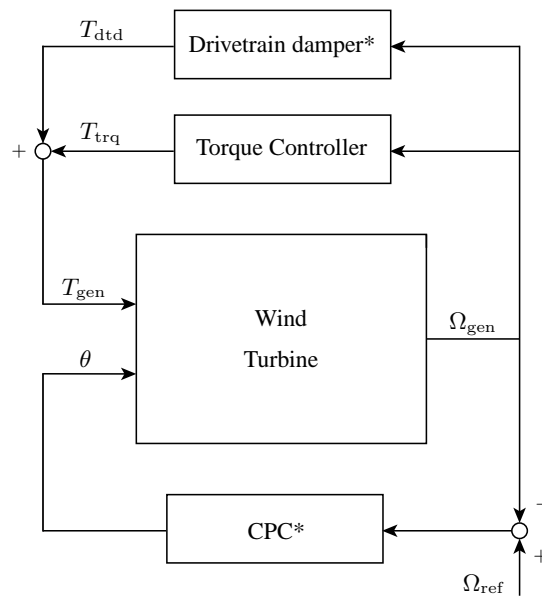 T_dtd
Drivetrain damper*
+
T_trq
Torque Controller
T_gen
Wind
Turbine
Ω_gen
θ
CPC*
−
+
Ω_ref